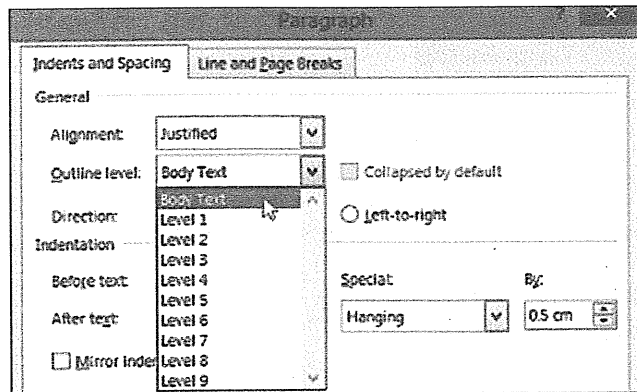 Paragraph ? ×
Indents and Spacing Line and Page Breaks
General
Alignment: Justified
Outline level: Body Text Collapsed by default
Body Text
Direction: Level 1 Left-to-right
Level 2
Indentation Level 3
Before text: Level 4 Special: By:
Level 5
After text: Level 6 Hanging 0.5 cm
Level 7
Mirror inde Level 8
Level 9